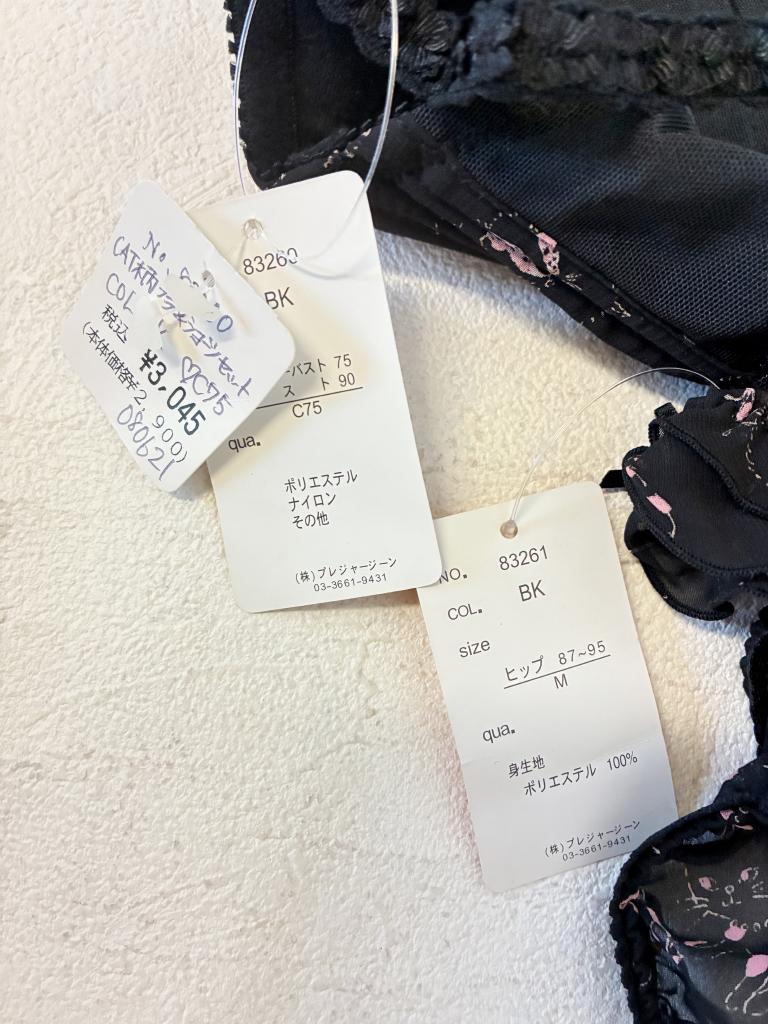 No.
CAT柄ブラ&ショーツセット
COL
♡C75
税込
¥3,045
(本体価格¥2,900)
080621
83260
BK
バスト 75
スト 90
C75
qua.
ポリエステル
ナイロン
その他
(株)プレジャージーン
03-3661-9431
NO. 83261
COL. BK
size
ヒップ 87~95
M
qua.
身生地
ポリエステル 100%
(株)プレジャージーン
03-3661-9431